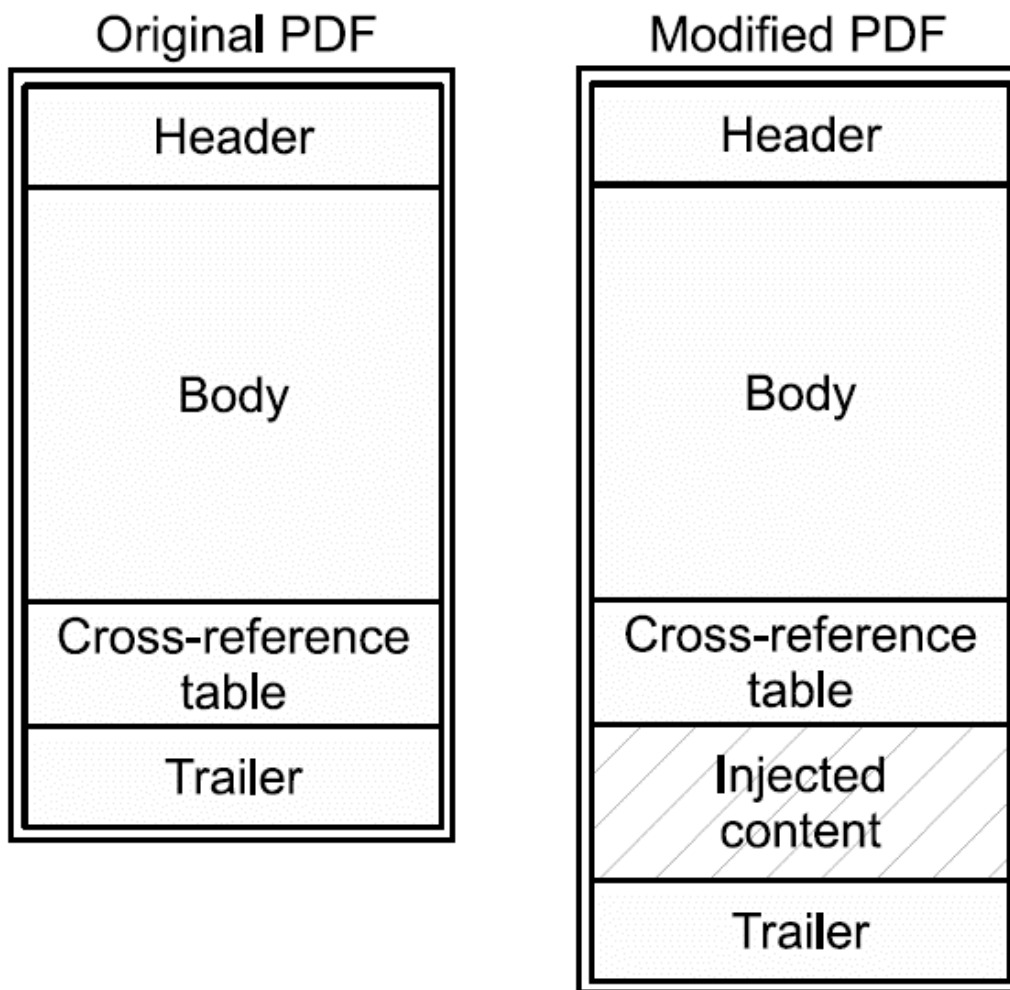 Original PDF
Header
Body
Cross-reference
table
Trailer
Modified PDF
Header
Body
Cross-reference
table
Injected
content
Trailer